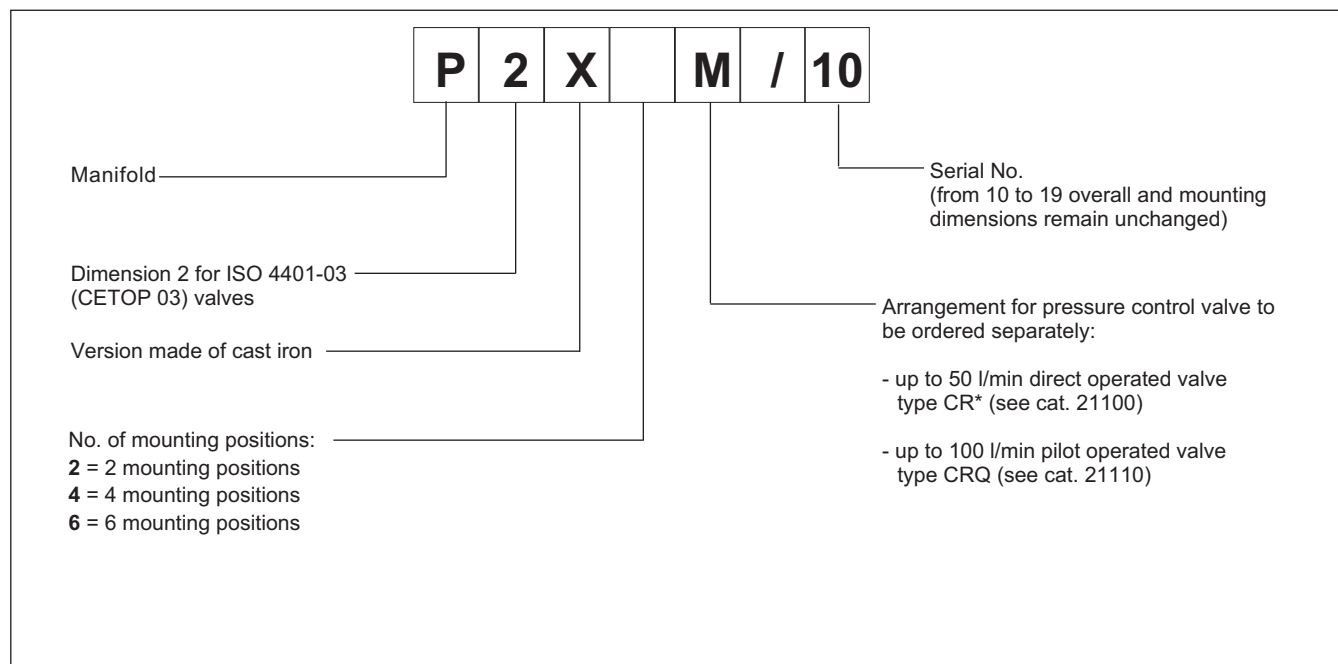 P 2 X M / 10
Manifold
Dimension 2 for ISO 4401-03
(CETOP 03) valves
Version made of cast iron
No. of mounting positions:
2 = 2 mounting positions
4 = 4 mounting positions
6 = 6 mounting positions
Serial No.
(from 10 to 19 overall and mounting
dimensions remain unchanged)
Arrangement for pressure control valve to
be ordered separately:
- up to 50 l/min direct operated valve
type CR* (see cat. 21100)
- up to 100 l/min pilot operated valve
type CRQ (see cat. 21110)